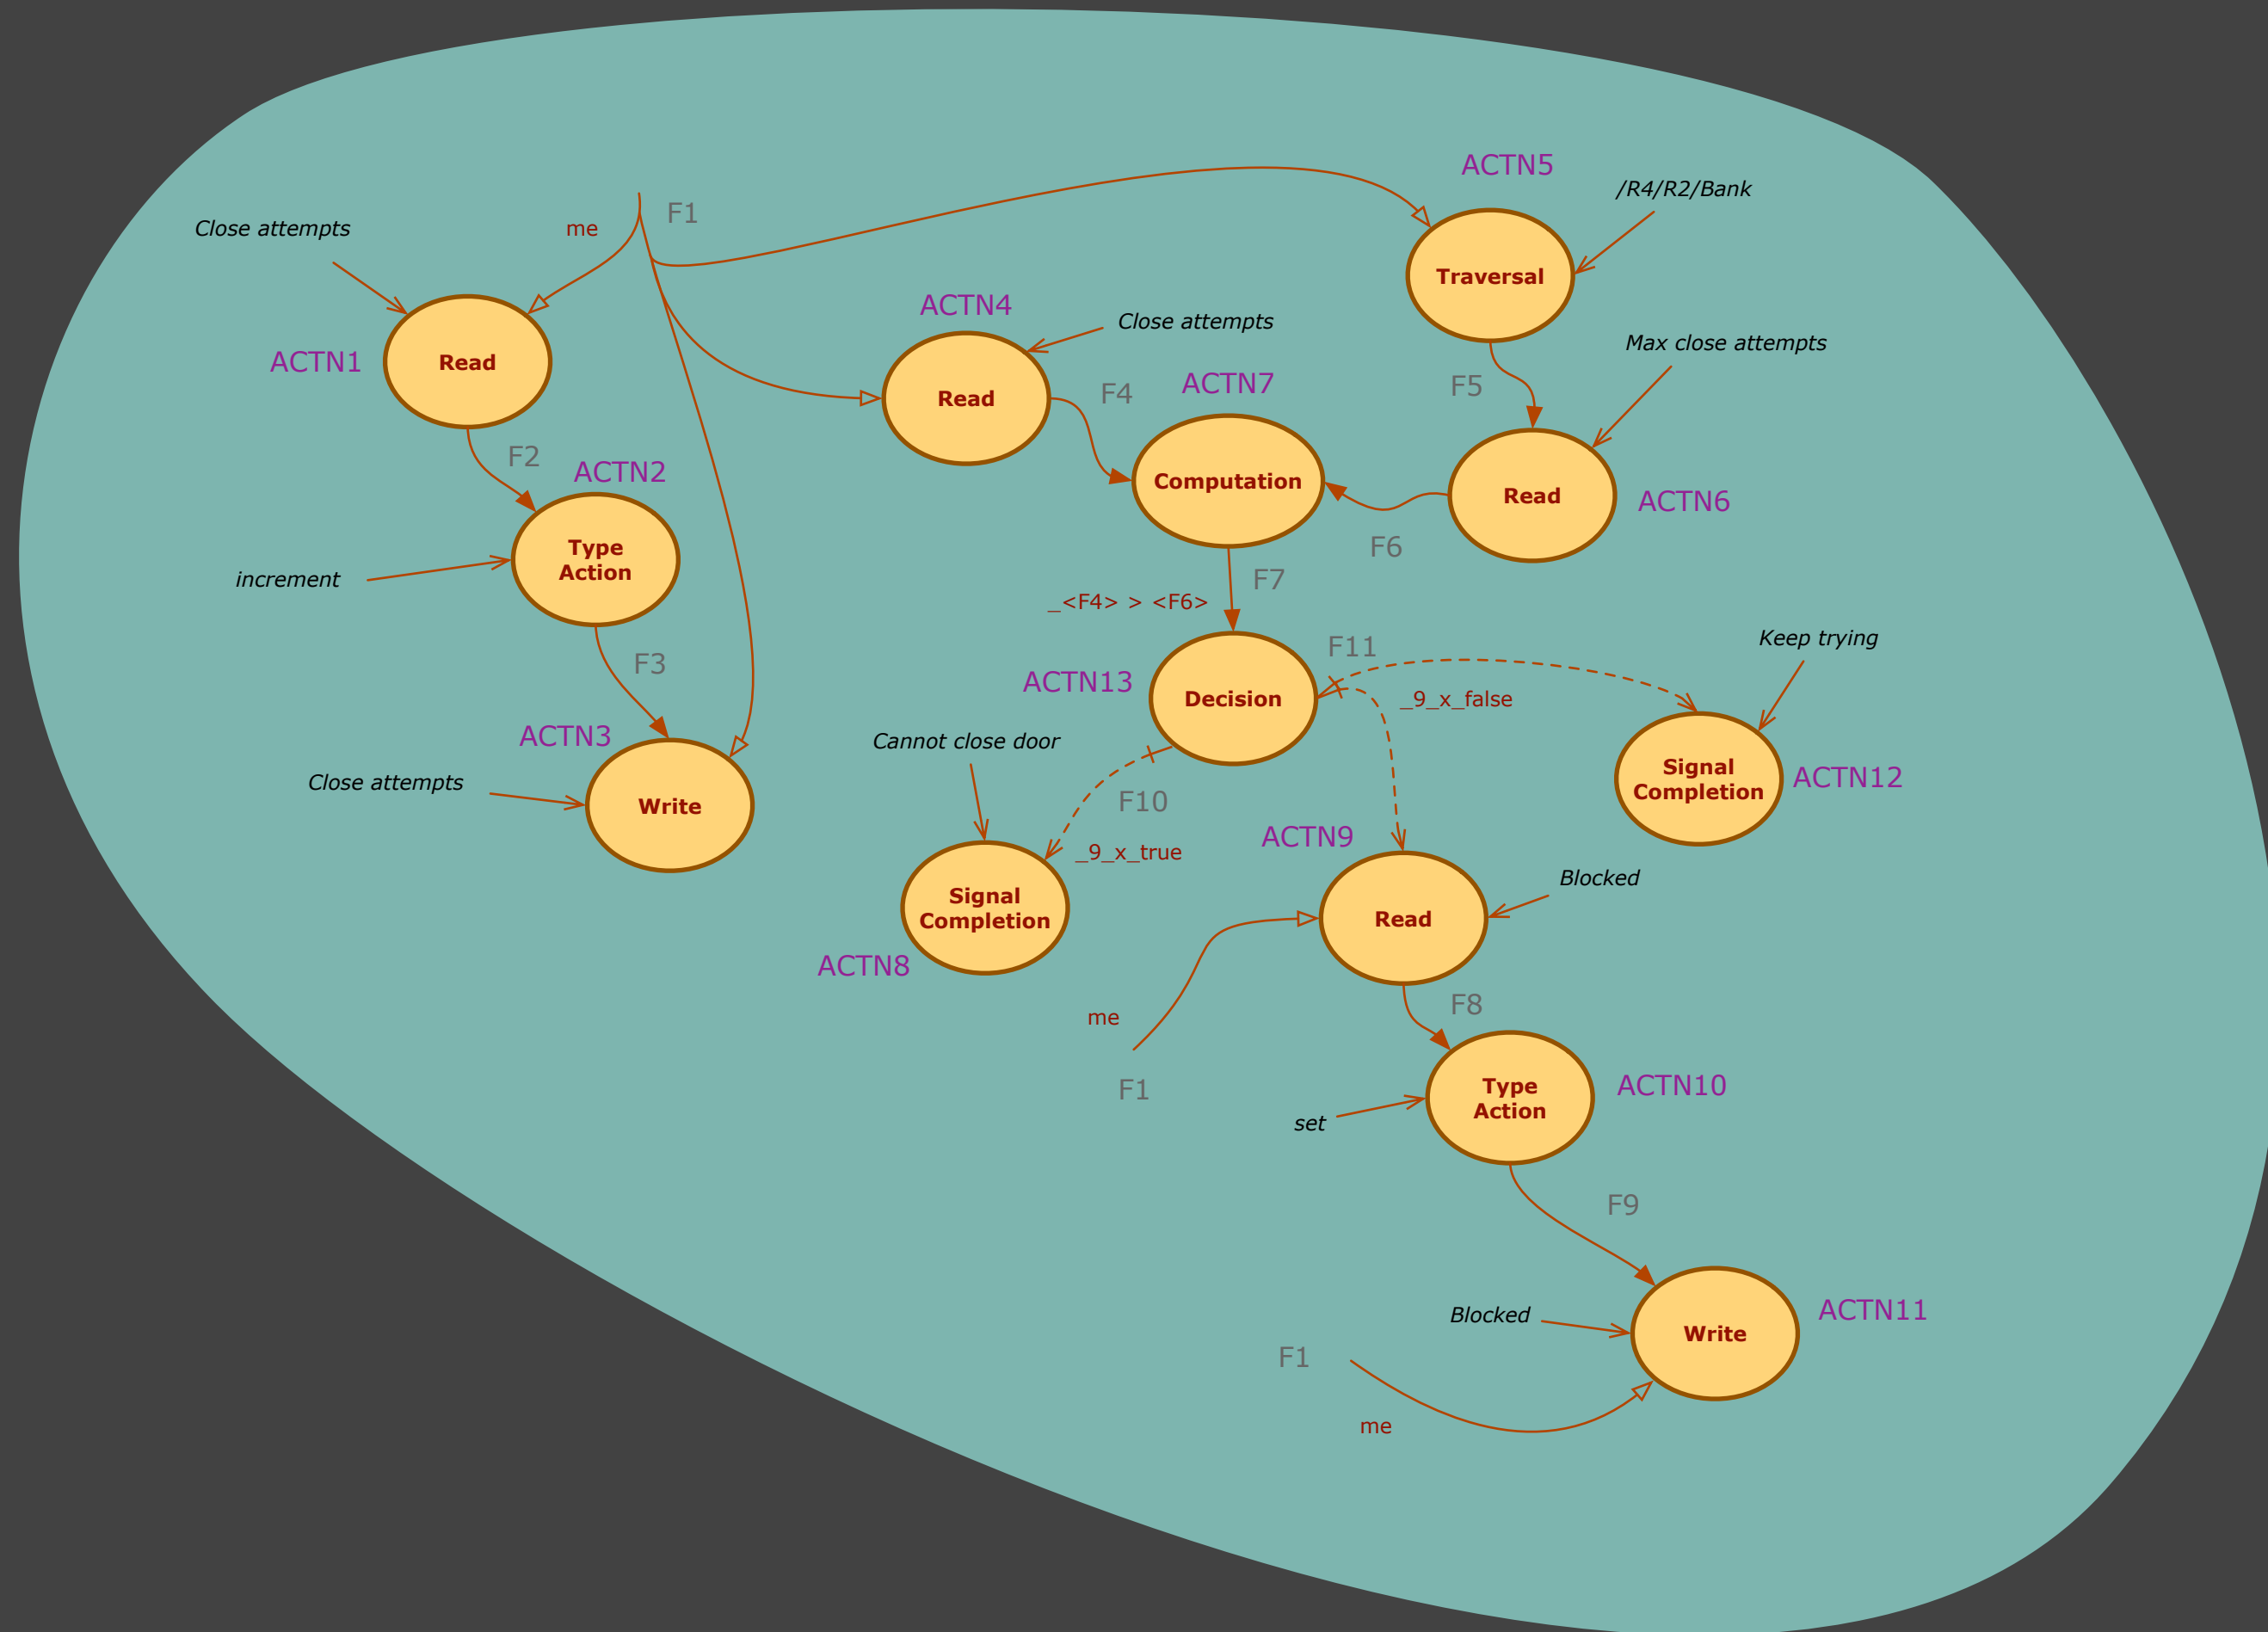 ACTN5
/R4/R2/Bank
F1
Close attempts
me
Traversal
ACTN4
Close attempts
Max close attempts
ACTN1
Read
ACTN7
F5
Read
F4
F2
ACTN2
Computation
Read
ACTN6
Type
Action
increment
F6
F7
_<F4> > <F6>
F3
F11
Keep trying
ACTN13
Decision
_9_x_false
ACTN3
Cannot close door
Close attempts
Write
Signal
Completion
ACTN12
F10
ACTN9
_9_x_true
Blocked
Signal
Completion
Read
ACTN8
F8
me
F1
Type
Action
ACTN10
set
F9
Blocked
ACTN11
Write
F1
me